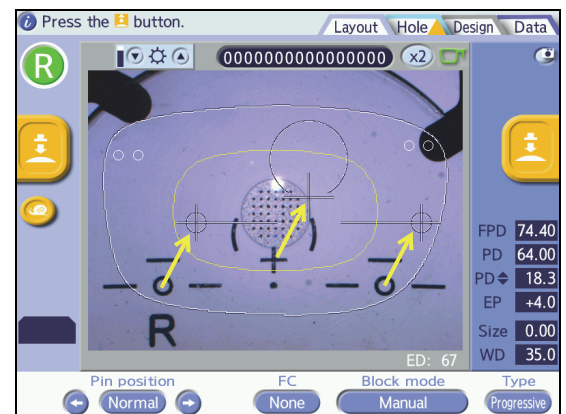 Press the button.
Layout Hole Design Data
R
0000000000000000 x2
FPD 74.40
PD 64.00
PD 18.3
EP +4.0
Size 0.00
WD 35.0
R
ED: 67
Pin position FC Block mode Type
Normal None Manual Progressive